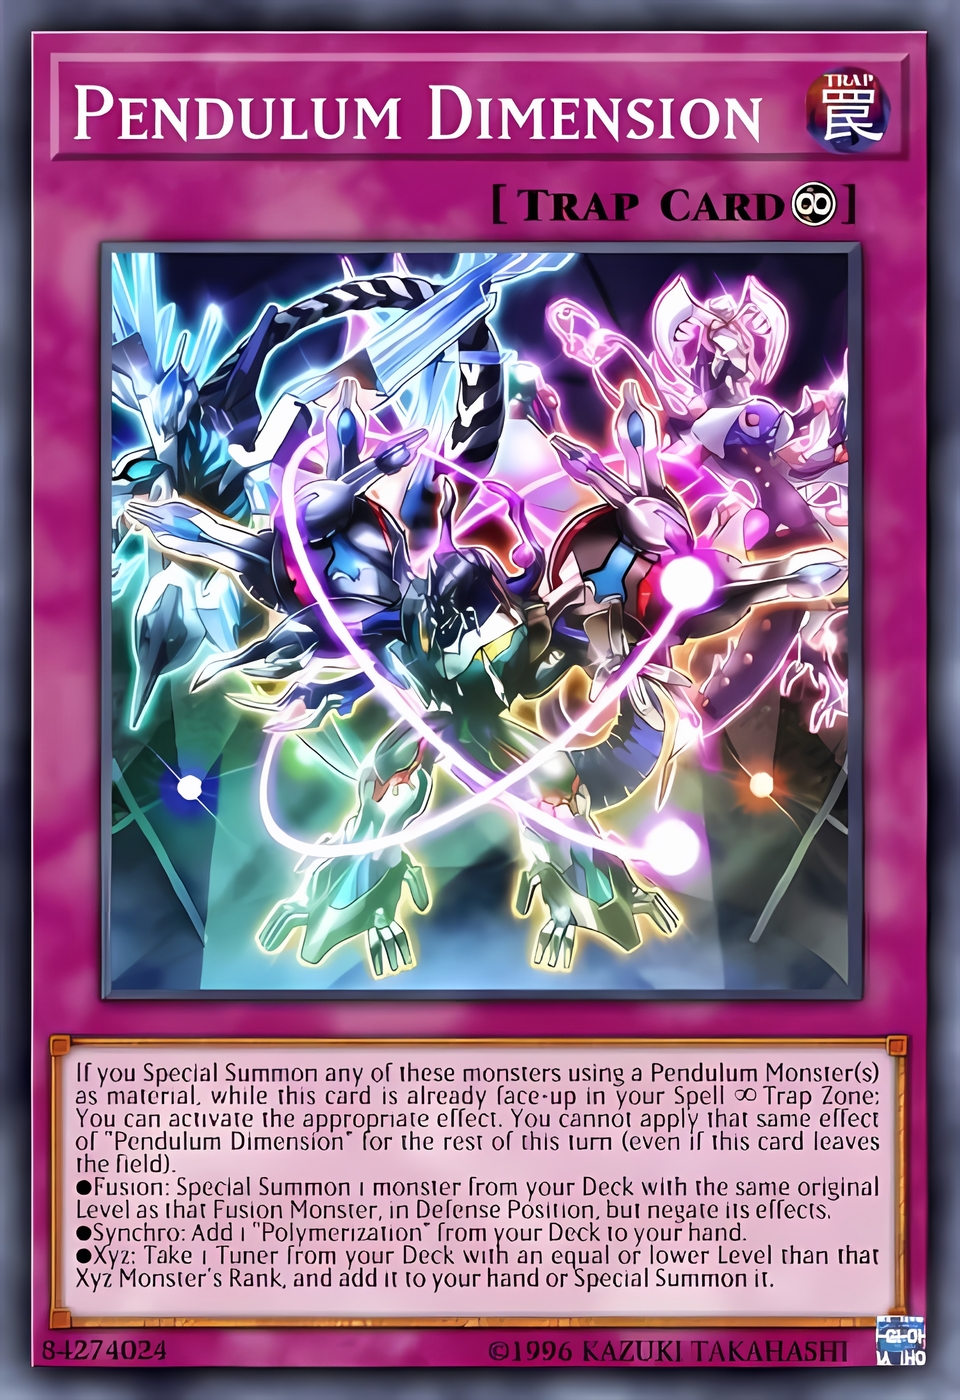 PENDULUM DIMENSION
TRAP
罠
[TRAP CARD∞]
If you Special Summon any of these monsters using a Pendulum Monster(s)
as material, while this card is already face-up in your Spell ∞ Trap Zone:
You can activate the appropriate effect. You cannot apply that same effect
of "Pendulum Dimension" for the rest of this turn (even if this card leaves
the field).
●Fusion: Special Summon 1 monster from your Deck with the same original
Level as that Fusion Monster, in Defense Position, but negate its effects.
●Synchro: Add 1 "Polymerization" from your Deck to your hand.
●Xyz: Take 1 Tuner from your Deck with an equal or lower Level than that
Xyz Monster's Rank, and add it to your hand or Special Summon it.
84274024
©1996 KAZUKI TAKAHASHI